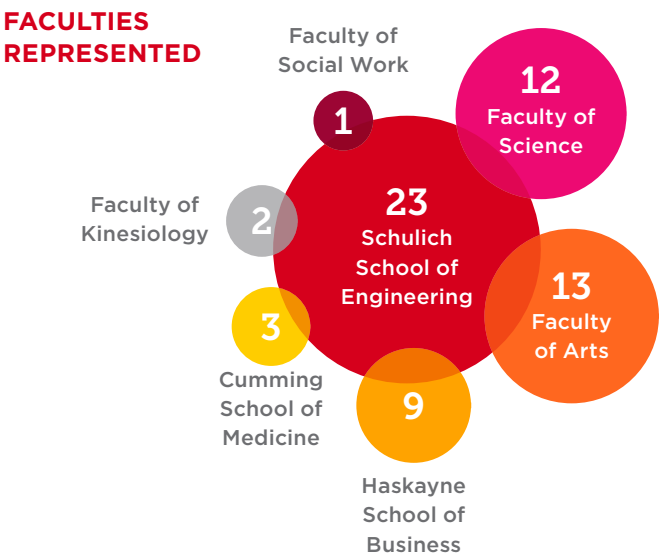 FACULTIES
REPRESENTED
Faculty of
Social Work
1
12
Faculty of
Science
Faculty of
Kinesiology
2
23
Schulich
School of
Engineering
13
Faculty
of Arts
3
Cumming
School of
Medicine
9
Haskayne
School of
Business